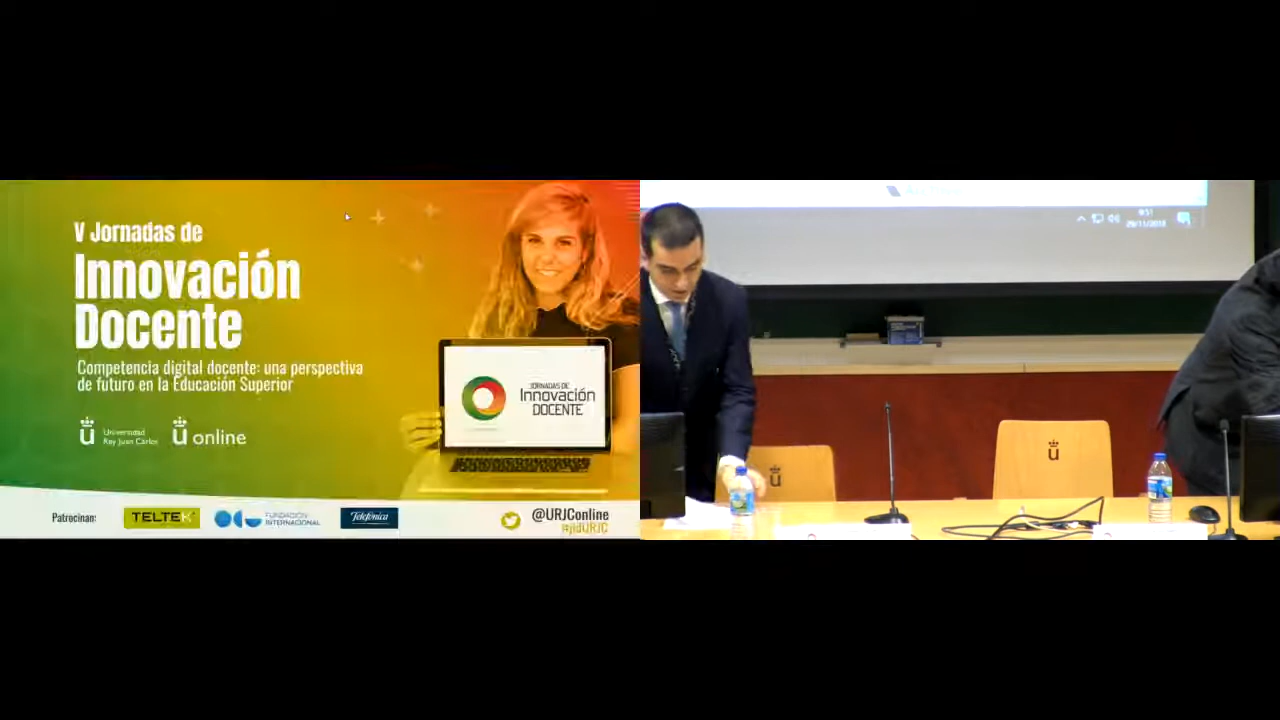 V Jornadas de
Innovación
Docente
Competencia digital docente: una perspectiva
de futuro en la Educación Superior
ü Universidad
Rey Juan Carlos
ü online
JORNADAS DE
Innovación
DOCENTE
Patrocinan:
TELTEK
FUNDACIÓN
INTERNACIONAL
Telefónica
@URJConline
#jidURJC